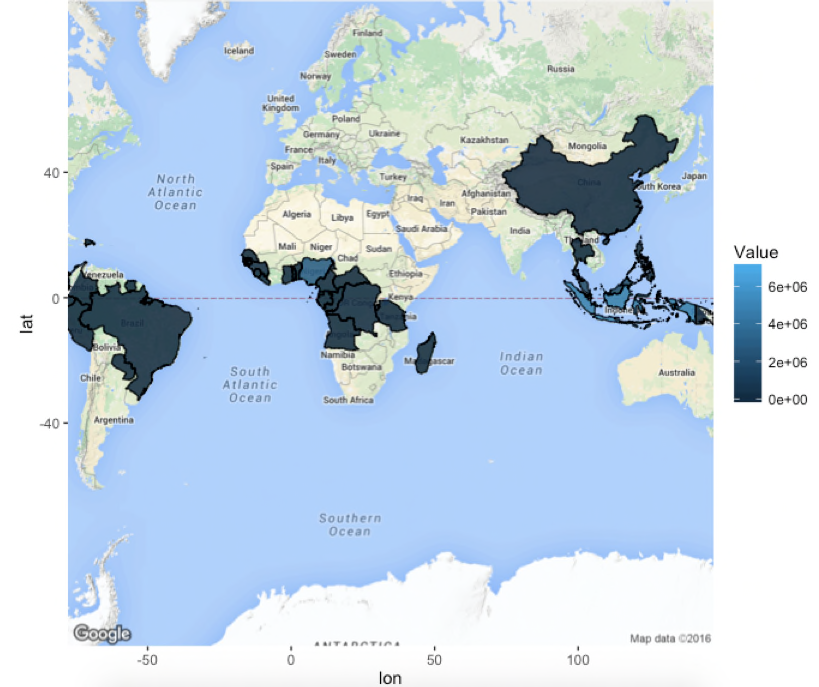 Finland
Iceland
Sweden
Russia
Norway
United
Kingdom
Poland
Germany
Ukraine
France
Kazakhstan
Mongolia
Spain
Italy
Turkey
Japan
South Korea
China
40
North
Atlantic
Ocean
Afghanistan
Iraq
Iran
Pakistan
Algeria
Libya
Egypt
Saudi Arabia
India
Thailand
Mali
Niger
Sudan
Chad
Ethiopia
Venezuela
Value
6e+06
4e+06
2e+06
0e+00
0
lat
Kenya
Brazil
Tanzania
Angola
Bolivia
Namibia
Botswana
Madagascar
Indian
Ocean
South
Atlantic
Ocean
Chile
Australia
South Africa
Argentina
-40
Southern
Ocean
Google
ANTARCTICA
Map data ©2016
-50
0
50
100
lon